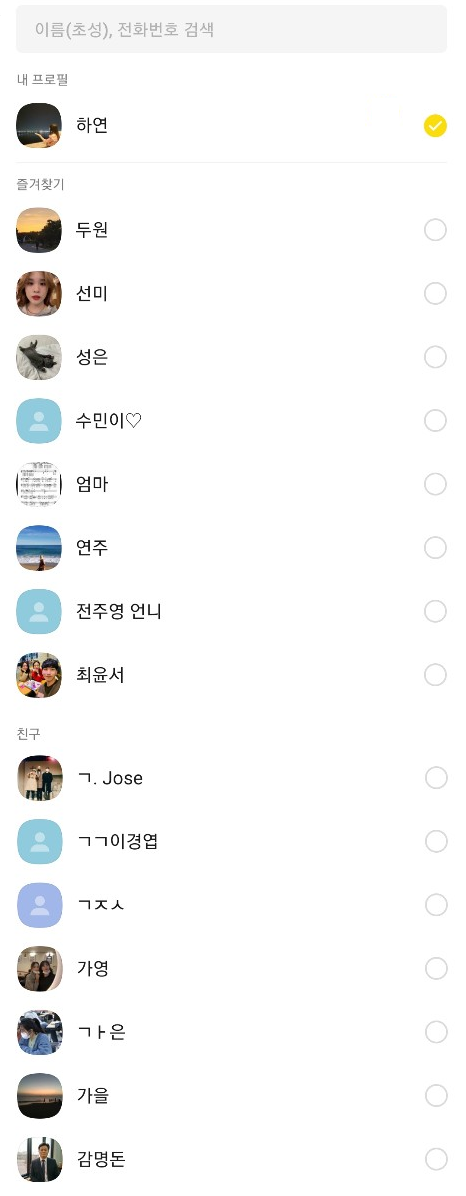 이름(초성), 전화번호 검색
내 프로필
하연
즐겨찾기
두원
선미
성은
수민이♡
엄마
연주
전주영 언니
최윤서
친구
ㄱ. Jose
ㄱㄱ이경엽
ㄱㅈㅅ
가영
ㄱㅏ은
가을
감명돈